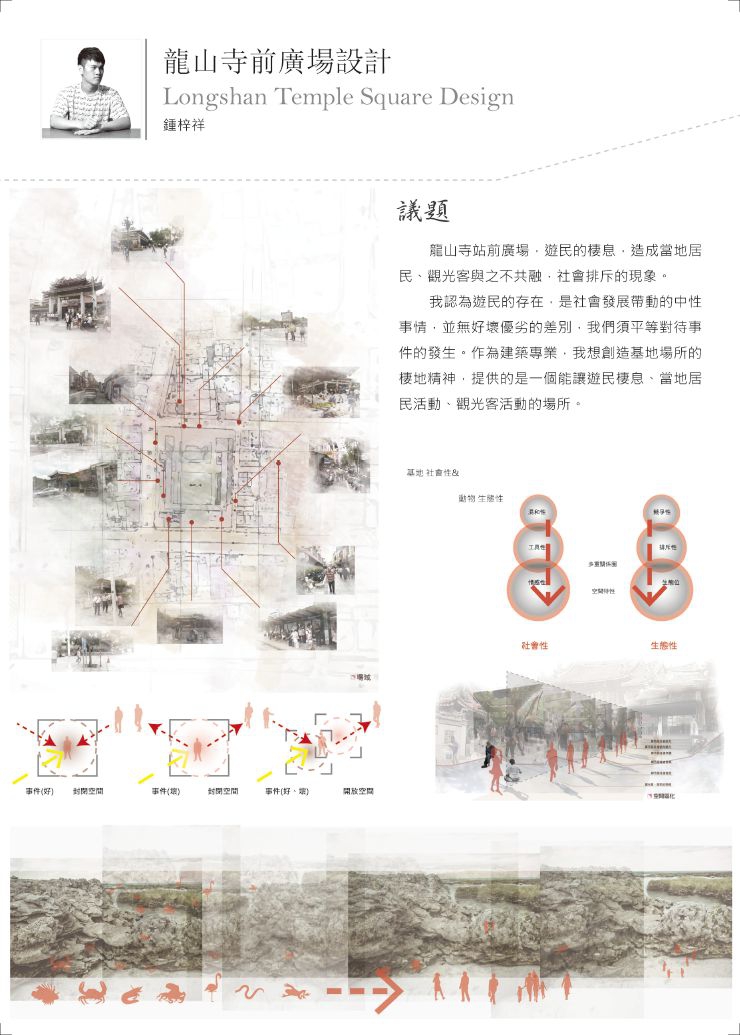 龍山寺前廣場設計
Longshan Temple Square Design
鍾梓祥
議題
龍山寺站前廣場，遊民的棲息，造成當地居
民、觀光客與之不共融，社會排斥的現象。
我認為遊民的存在，是社會發展帶動的中性
事情，並無好壞優劣的差別，我們須平等對待事
件的發生。作為建築專業，我想創造基地場所的
棲地精神，提供的是一個能讓遊民棲息、當地居
民活動、觀光客活動的場所。
基地 社會性&
動物 生態性
混和性
競爭性
工具性
排斥性
多重關係圈
情感性
生態位
空間特性
社會性
生態性
場域
事件(好)
封閉空間
事件(壞)
封閉空間
事件(好、壞)
開放空間